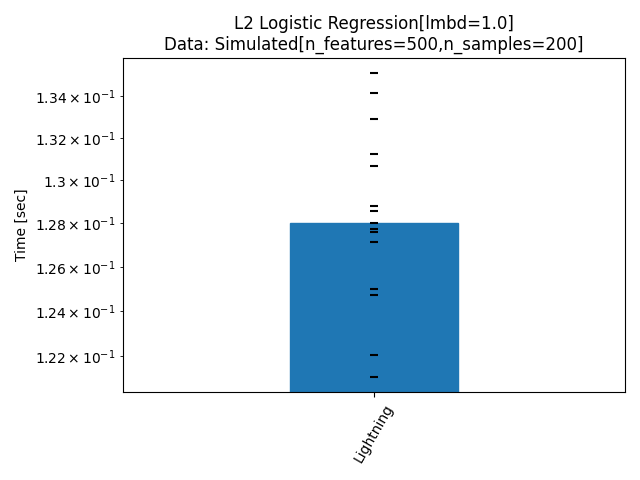 L2 Logistic Regression[lmbd=1.0]
Data: Simulated[n_features=500,n_samples=200]
Time [sec]
1.34 × 10⁻¹
1.32 × 10⁻¹
1.3 × 10⁻¹
1.28 × 10⁻¹
1.26 × 10⁻¹
1.24 × 10⁻¹
1.22 × 10⁻¹
Lightning